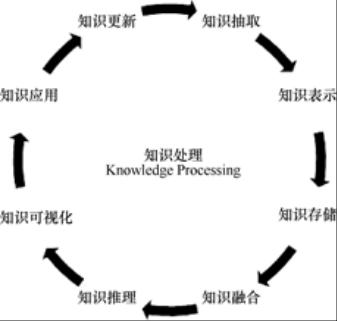 知识更新
知识抽取
知识应用
知识表示
知识处理
Knowledge Processing
知识可视化
知识存储
知识推理
知识融合